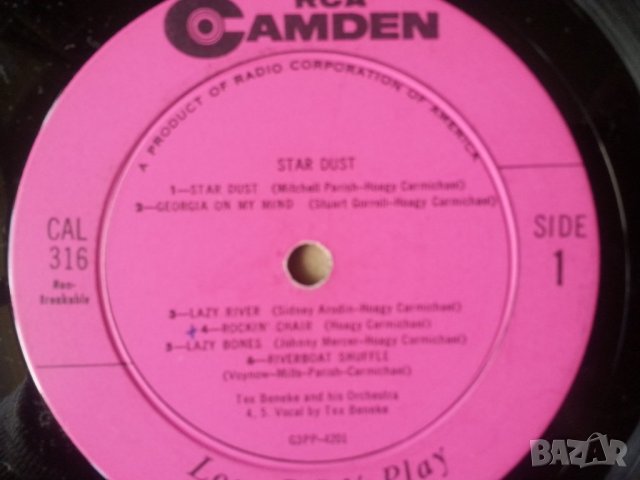 RCA
CAMDEN
A PRODUCT OF RADIO CORPORATION OF AMERICA
STAR DUST
1—STAR DUST (Mitchell Parish-Hoagy Carmichael)
2—GEORGIA ON MY MIND (Stuart Gorrell-Hoagy Carmichael)
CAL
316
Non-
Breakable
SIDE
1
3—LAZY RIVER (Sidney Arodin-Hoagy Carmichael)
4—ROCKIN' CHAIR (Hoagy Carmichael)
5—LAZY BONES (Johnny Mercer-Hoagy Carmichael)
6—RIVERBOAT SHUFFLE
(Voynow-Mills-Parish-Carmichael)
Tex Beneke and his Orchestra
4, 5. Vocal by Tex Beneke
G3PP-4201
Play
BAZAR
bg